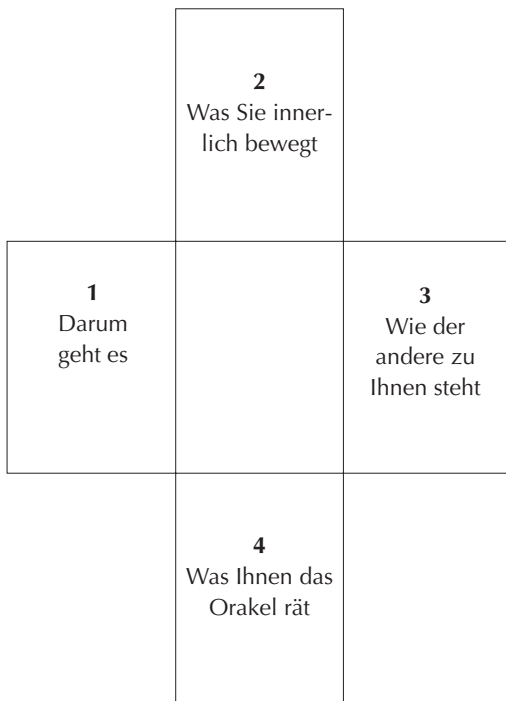 2
Was Sie inner-
lich bewegt
1
Darum
geht es
3
Wie der
andere zu
Ihnen steht
4
Was Ihnen das
Orakel rät